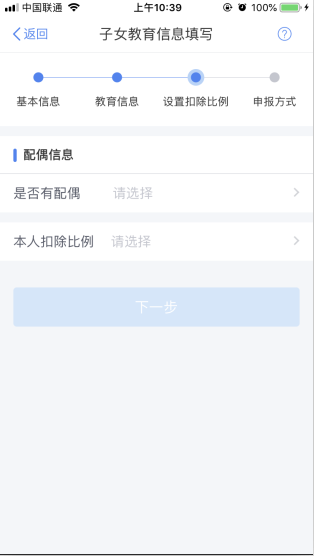 中国联通 上午10:39 100%
返回 子女教育信息填写 ?
基本信息 教育信息 设置扣除比例 申报方式
配偶信息
是否有配偶 请选择
本人扣除比例 请选择
下一步